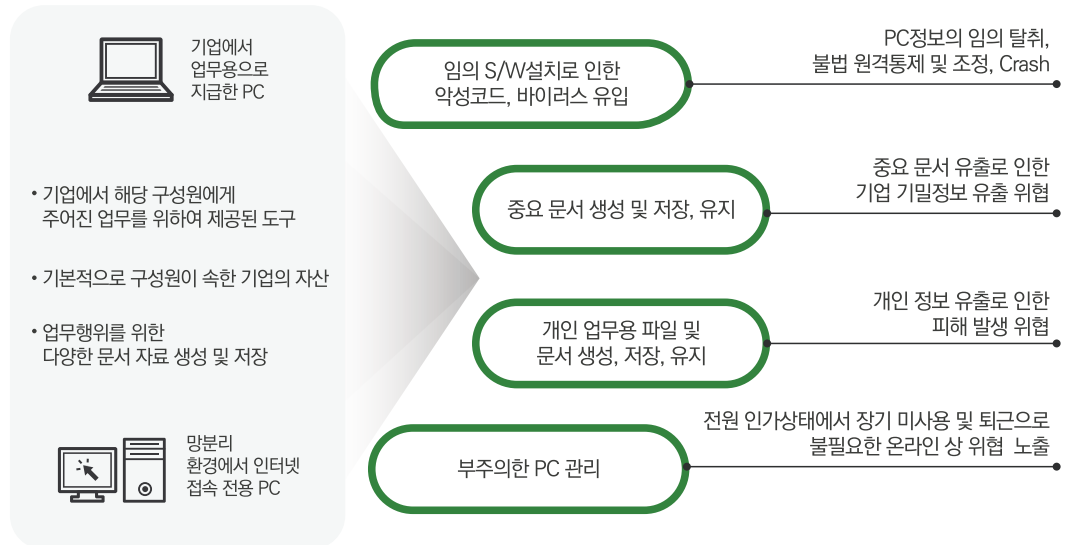 기업에서
업무용으로
지급한 PC
• 기업에서 해당 구성원에게
주어진 업무를 위하여 제공된 도구
• 기본적으로 구성원이 속한 기업의 자산
• 업무행위를 위한
다양한 문서 자료 생성 및 저장
망분리
환경에서 인터넷
접속 전용 PC
임의 S/W설치로 인한
악성코드, 바이러스 유입
PC정보의 임의 탈취,
불법 원격통제 및 조정, Crash
중요 문서 생성 및 저장, 유지
중요 문서 유출로 인한
기업 기밀정보 유출 위협
개인 업무용 파일 및
문서 생성, 저장, 유지
개인 정보 유출로 인한
피해 발생 위협
부주의한 PC 관리
전원 인가상태에서 장기 미사용 및 퇴근으로
불필요한 온라인 상 위협 노출